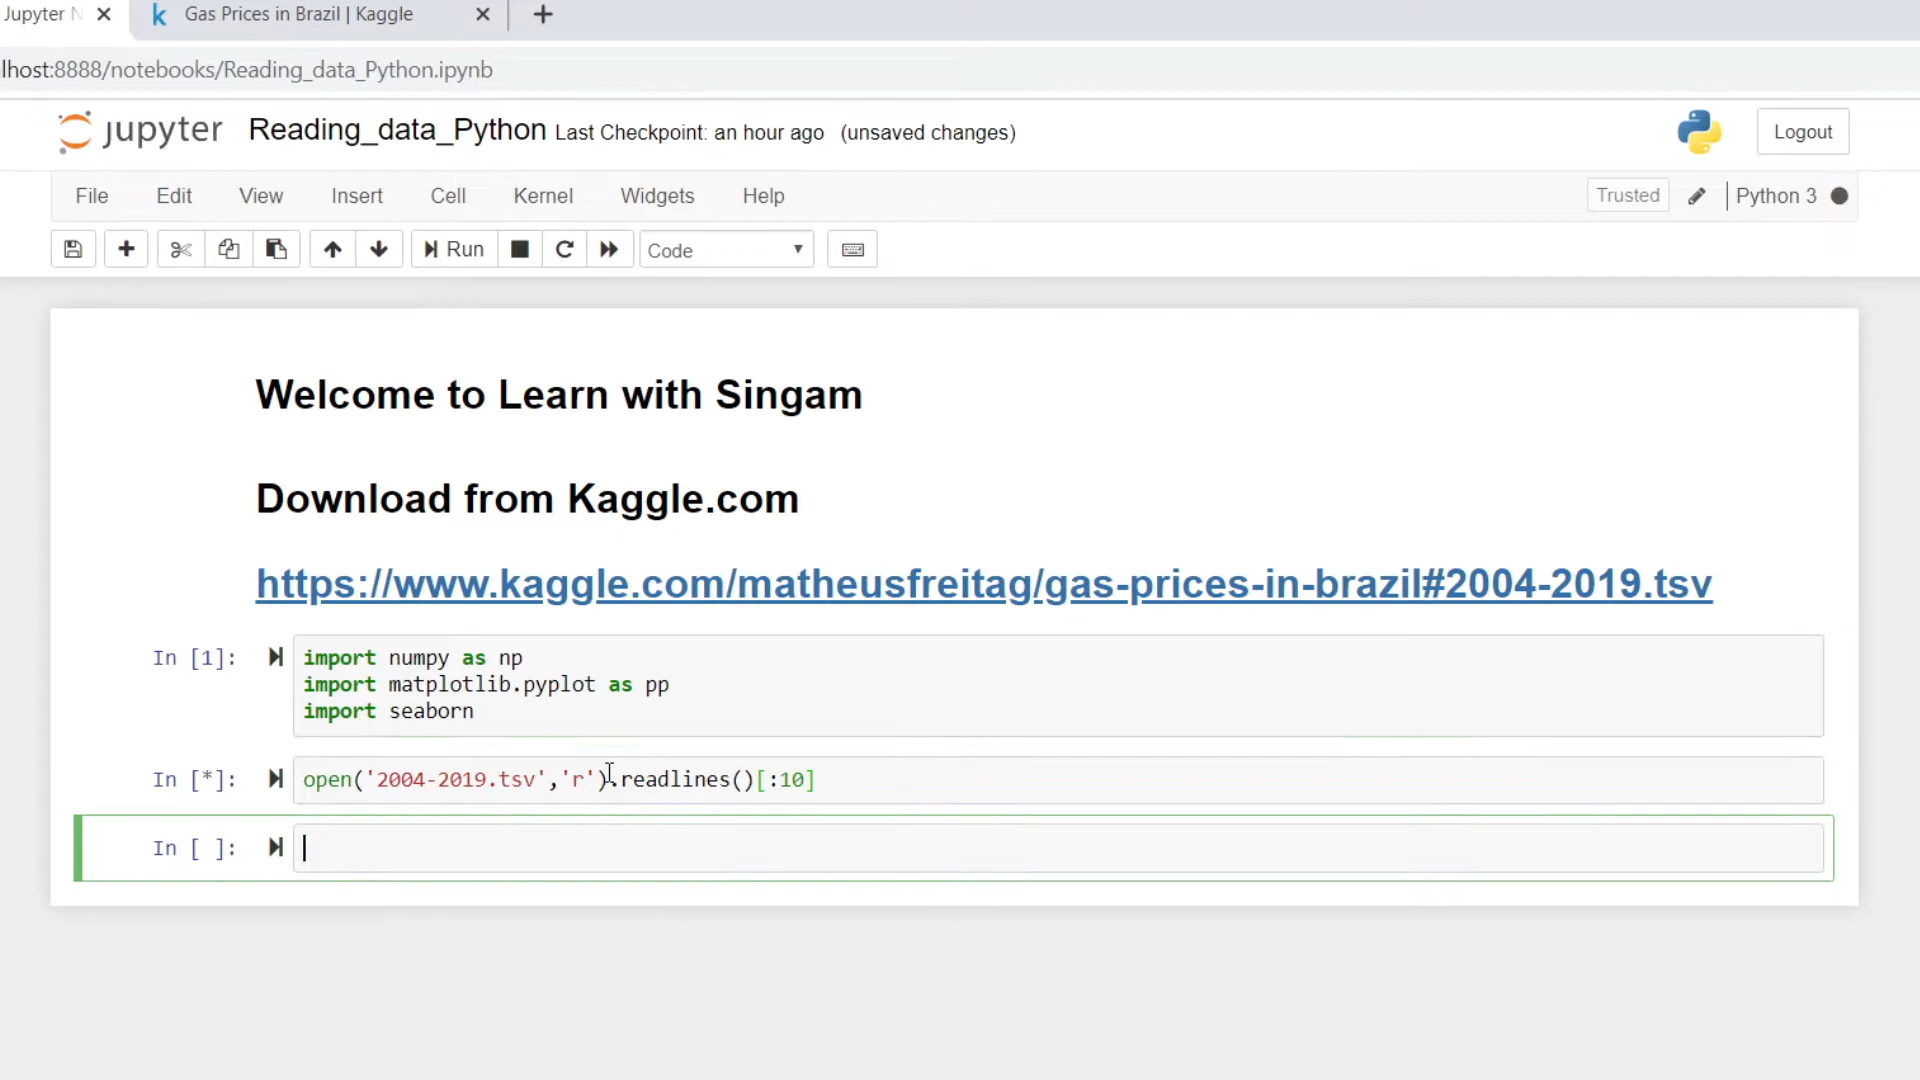 Jupyter N
Gas Prices in Brazil | Kaggle
lhost:8888/notebooks/Reading_data_Python.ipynb
jupyter Reading_data_Python Last Checkpoint: an hour ago (unsaved changes)
Logout
File Edit View Insert Cell Kernel Widgets Help
Trusted Python 3
Run Code
Welcome to Learn with Singam
Download from Kaggle.com
https://www.kaggle.com/matheusfreitag/gas-prices-in-brazil#2004-2019.tsv
In [1]: import numpy as np
import matplotlib.pyplot as pp
import seaborn
In [*]: open('2004-2019.tsv','r').readlines()[:10]
In [ ]: